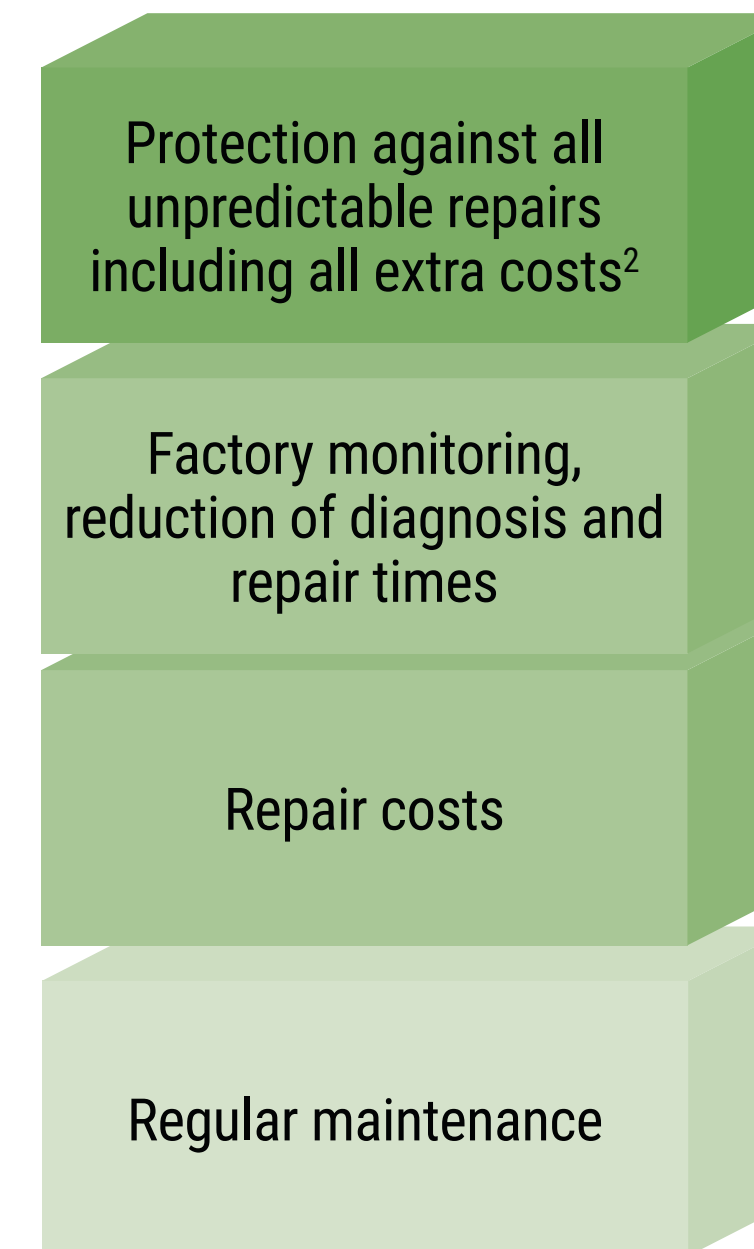 Protection against all
unpredictable repairs
including all extra costs²
Factory monitoring,
reduction of diagnosis and
repair times
Repair costs
Regular maintenance